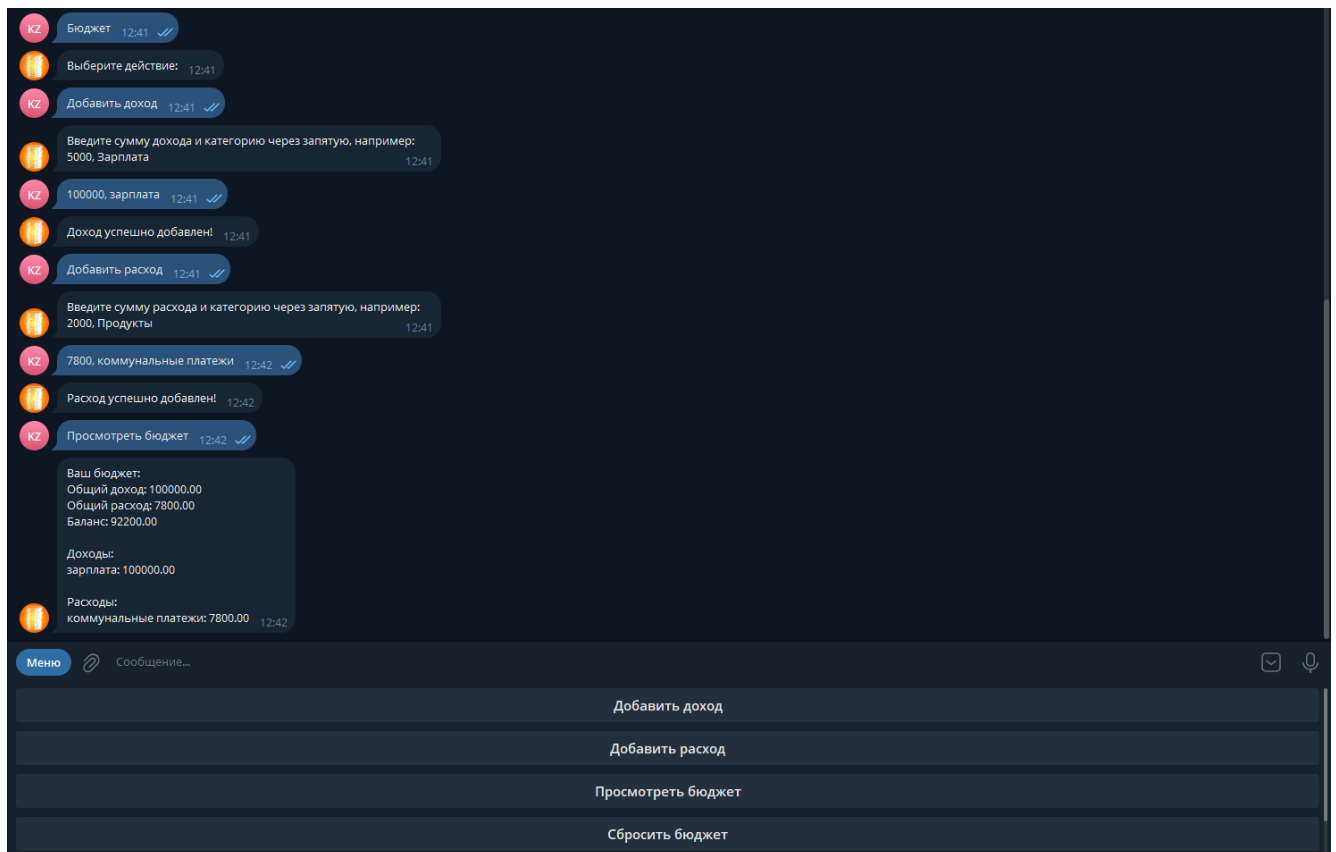 KZ
Бюджет 12:41
Выберите действие: 12:41
KZ
Добавить доход 12:41
Введите сумму дохода и категорию через запятую, например:
5000, Зарплата 12:41
KZ
100000, зарплата 12:41
Доход успешно добавлен! 12:41
KZ
Добавить расход 12:41
Введите сумму расхода и категорию через запятую, например:
2000, Продукты 12:41
KZ
7800, коммунальные платежи 12:42
Расход успешно добавлен! 12:42
KZ
Просмотреть бюджет 12:42
Ваш бюджет:
Общий доход: 100000.00
Общий расход: 7800.00
Баланс: 92200.00
Доходы:
зарплата: 100000.00
Расходы:
коммунальные платежи: 7800.00 12:42
Меню
Сообщение...
Добавить доход
Добавить расход
Просмотреть бюджет
Сбросить бюджет